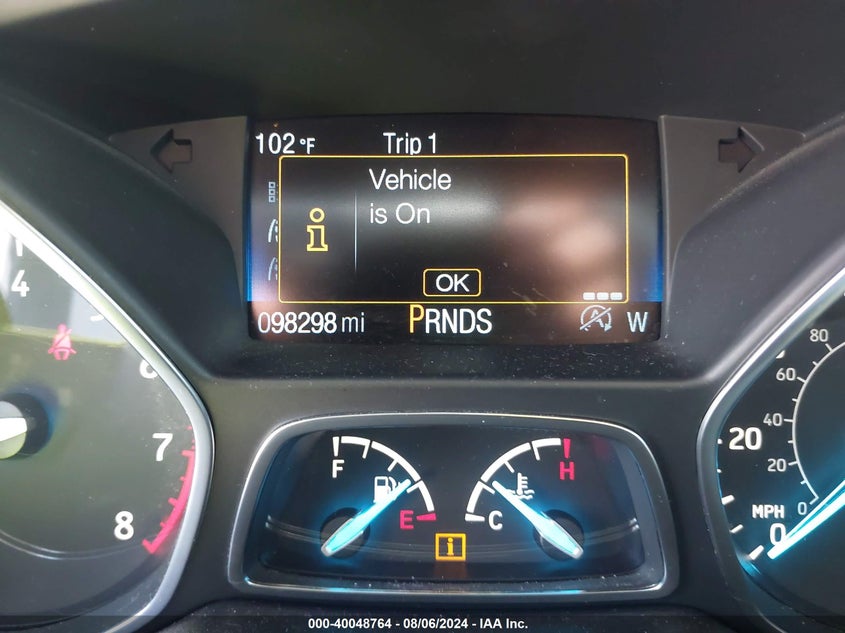 102 °F Trip 1
Vehicle
is On
i
OK
098298 mi PRNDS W
4
7
8
F
E
H
C
i
80
60
40
20
20
0
MPH
0
000-40048764 - 08/06/2024 - IAA Inc.